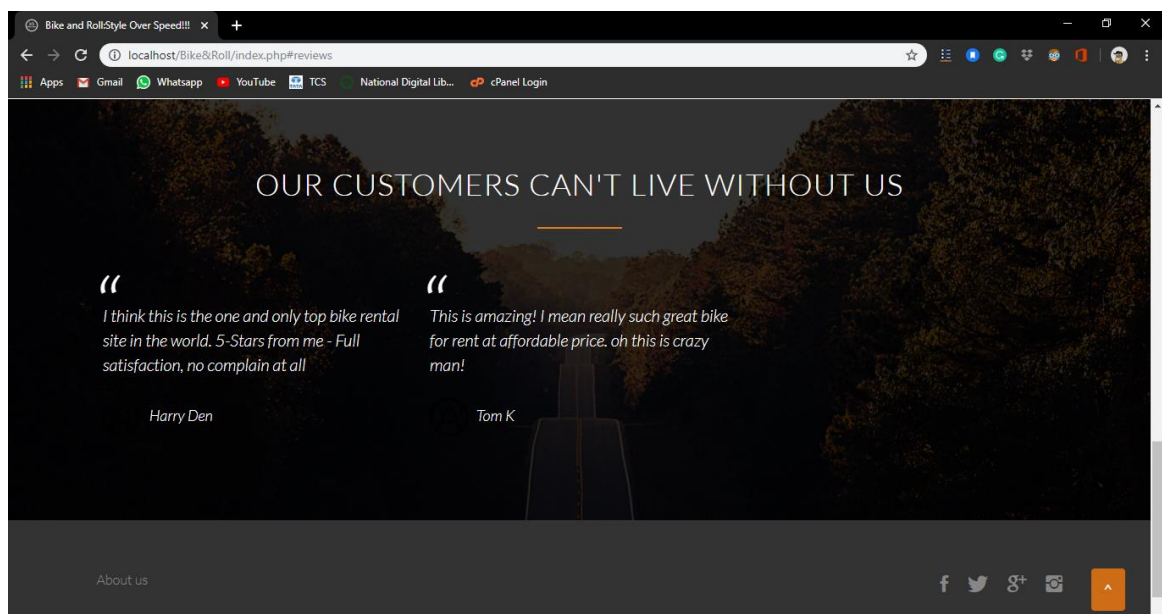 Bike and Roll:Style Over Speed!!!
localhost/Bike&Roll/index.php#reviews
Apps Gmail Whatsapp YouTube TCS National Digital Lib... cPanel Login
OUR CUSTOMERS CAN'T LIVE WITHOUT US
“
I think this is the one and only top bike rental
site in the world. 5-Stars from me - Full
satisfaction, no complain at all
Harry Den
“
This is amazing! I mean really such great bike
for rent at affordable price. oh this is crazy
man!
Tom K
About us